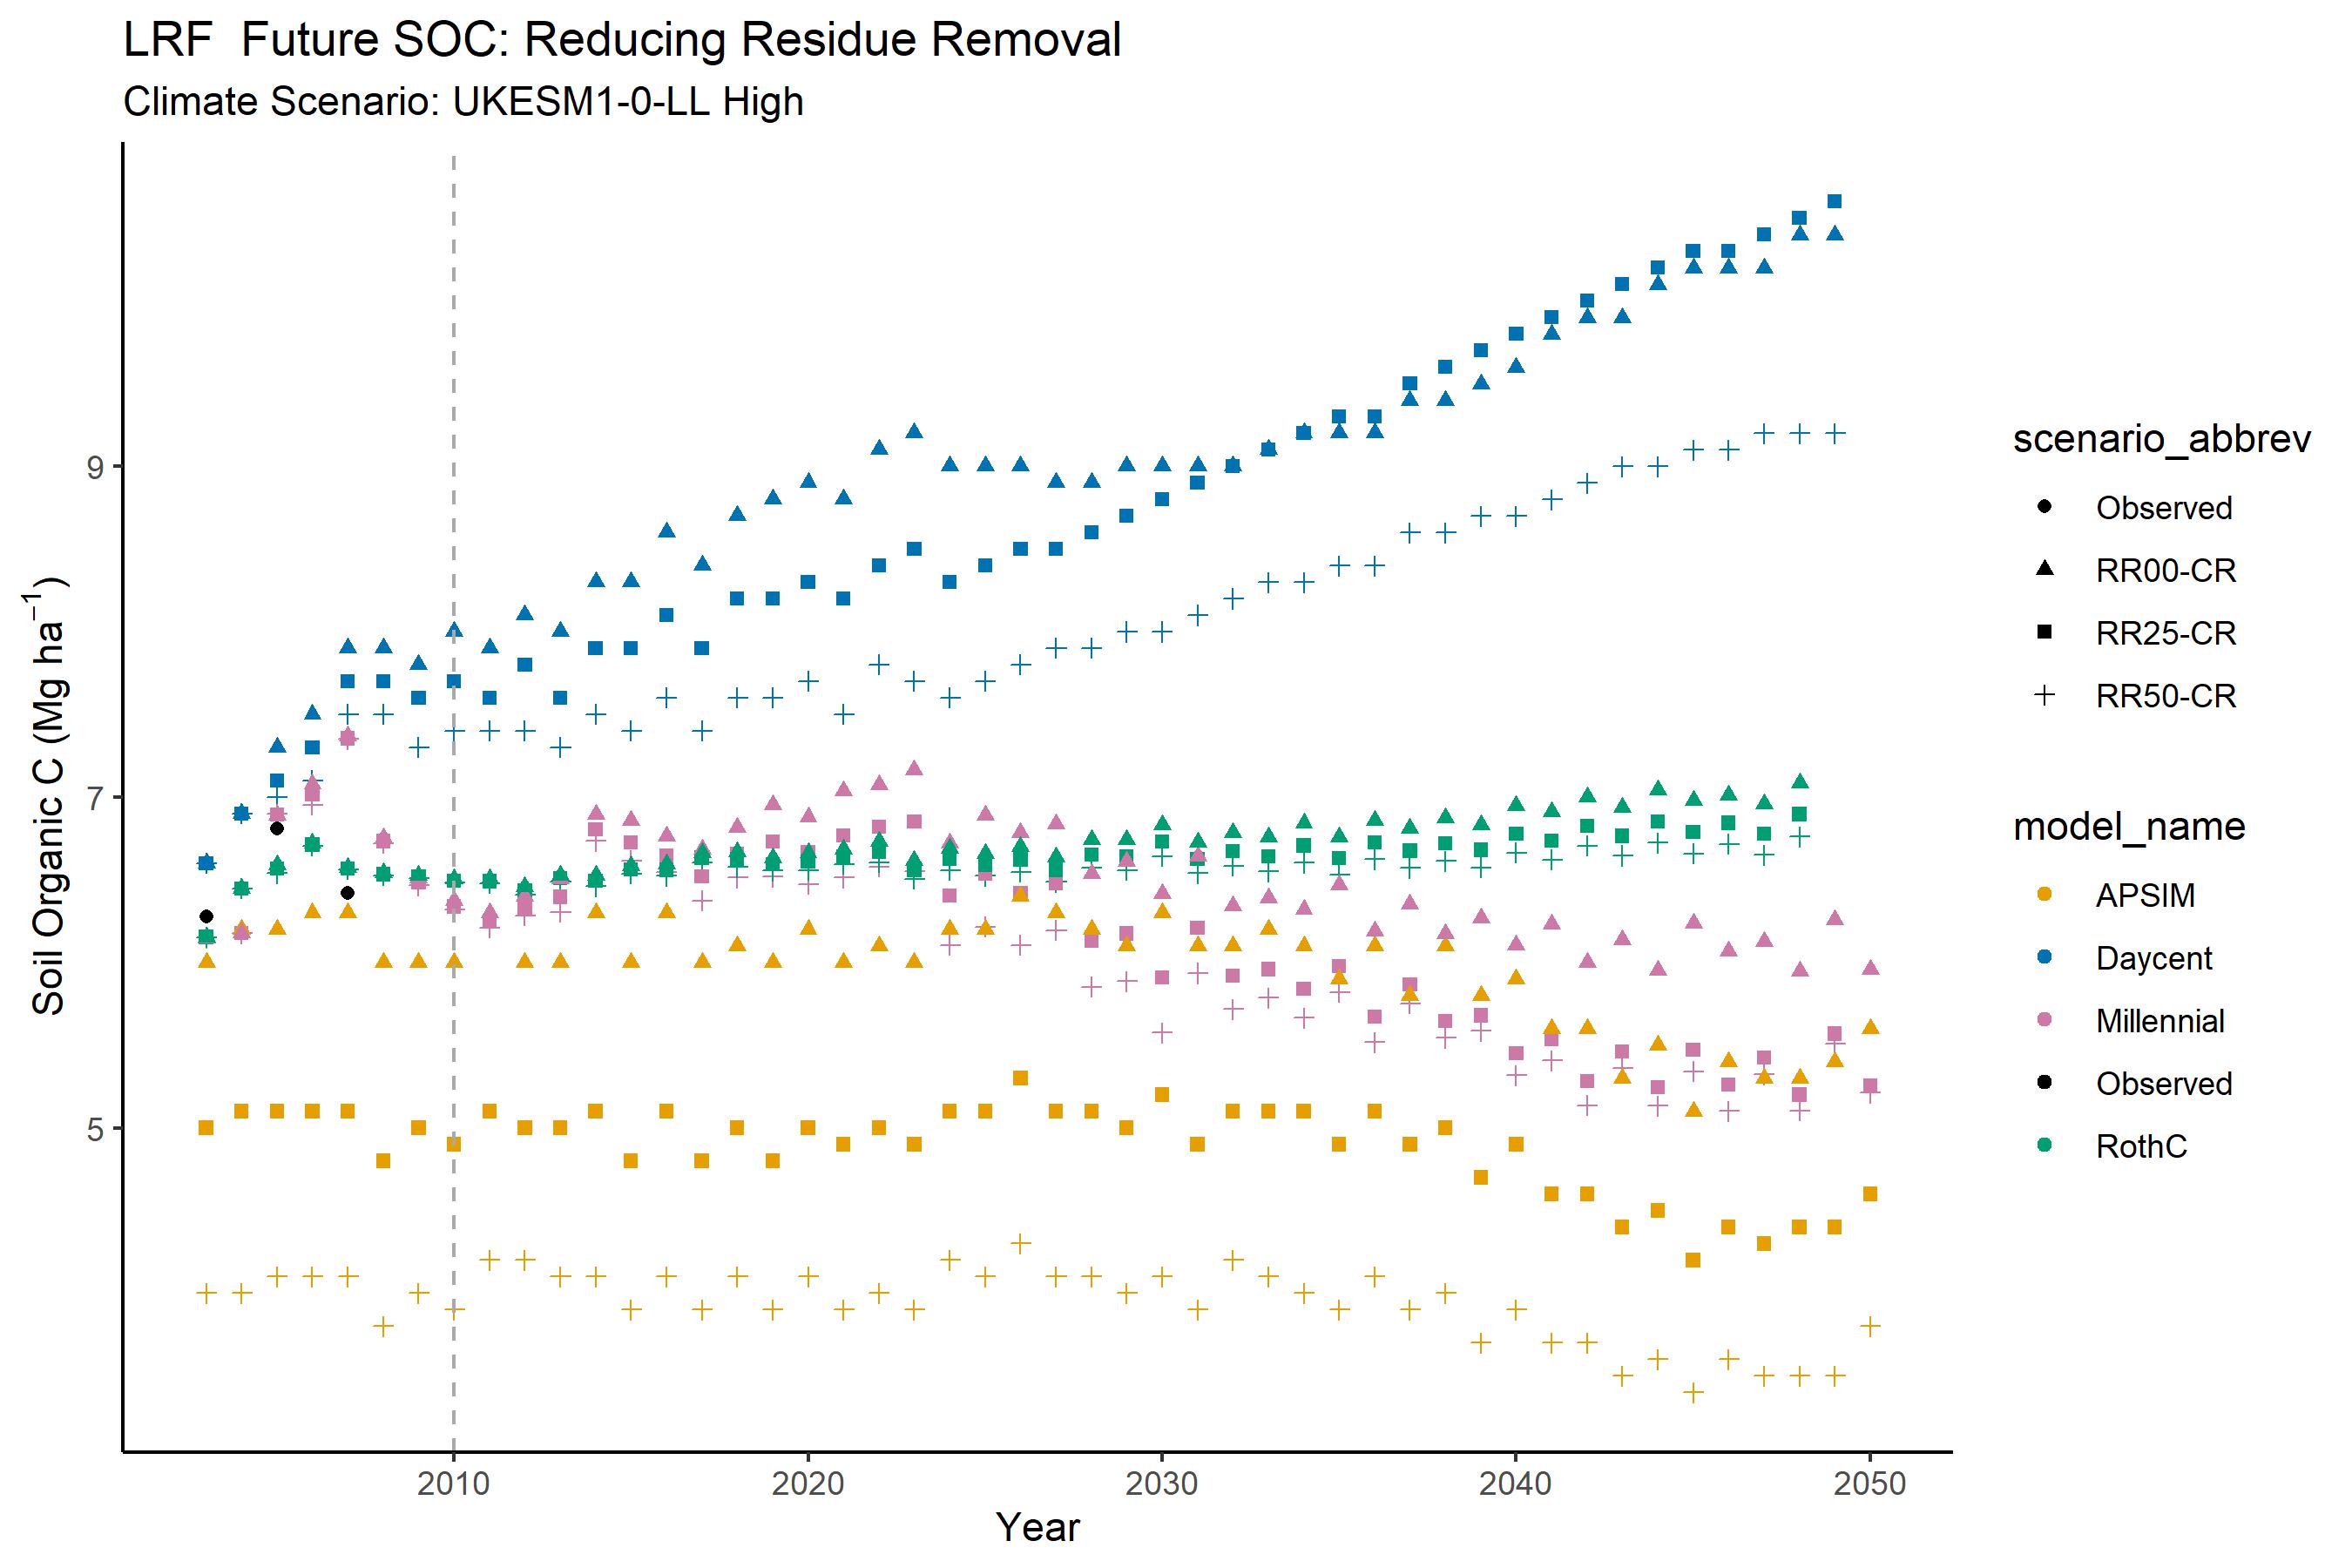 LRF  Future SOC: Reducing Residue Removal
Climate Scenario: UKESM1-0-LL High
Soil Organic C (Mg ha⁻¹)
9
7
5
2010 2020 2030 2040 2050
Year
scenario_abbrev
Observed
RR00-CR
RR25-CR
RR50-CR
model_name
APSIM
Daycent
Millennial
Observed
RothC